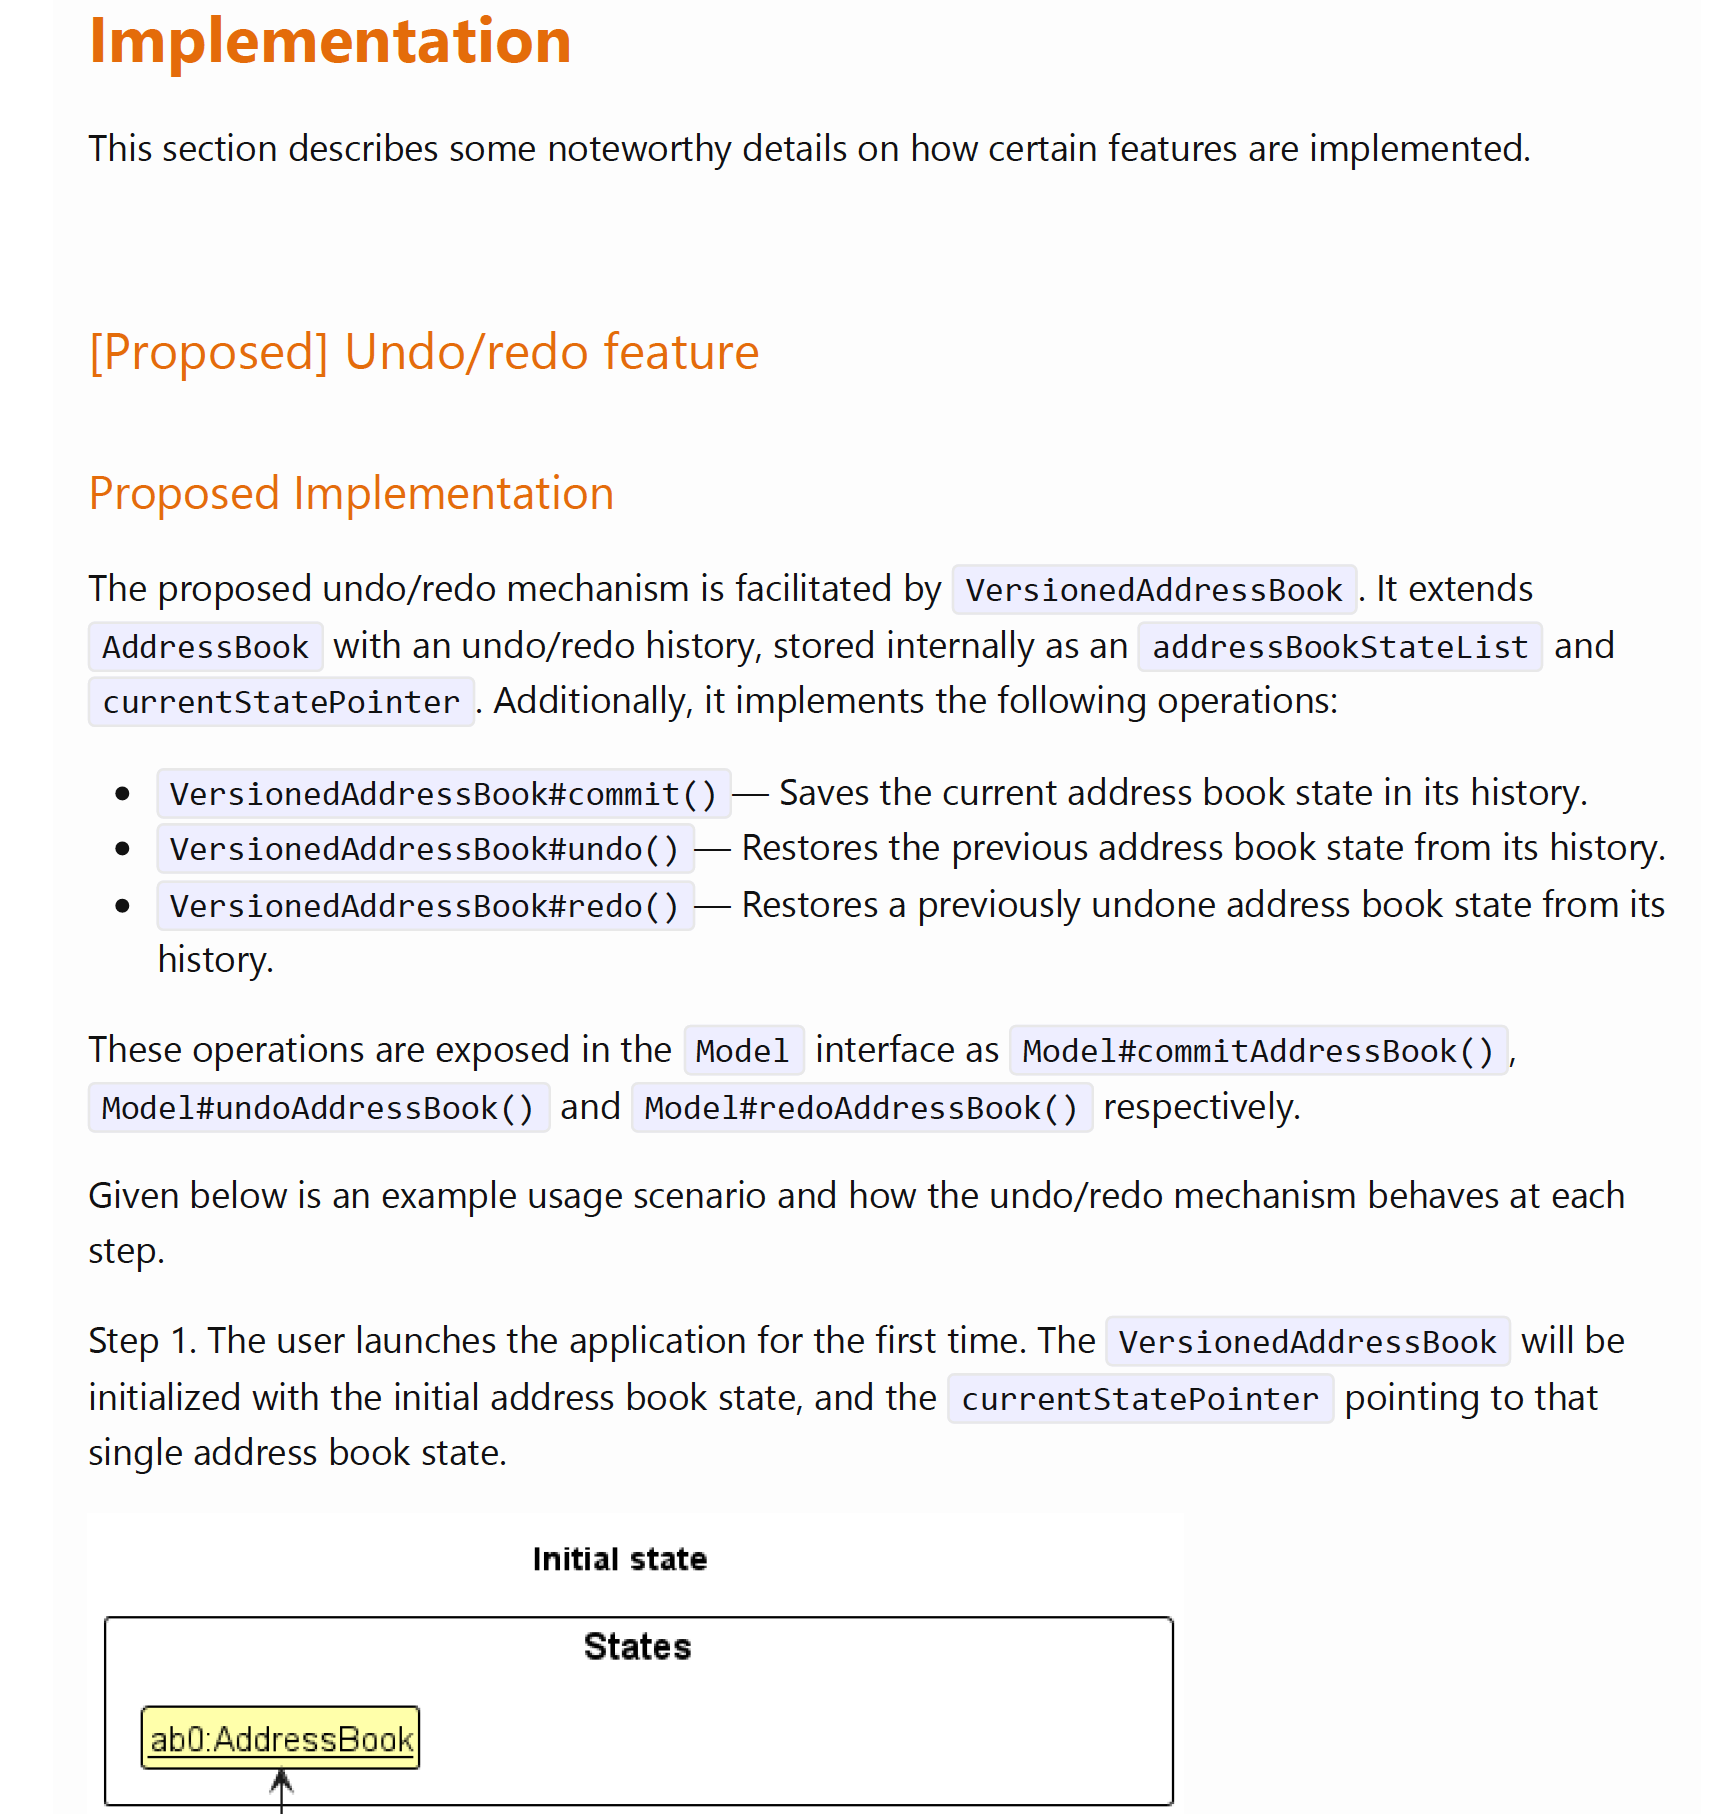 Implementation
This section describes some noteworthy details on how certain features are implemented.
[Proposed] Undo/redo feature
Proposed Implementation
The proposed undo/redo mechanism is facilitated by VersionedAddressBook. It extends
AddressBook with an undo/redo history, stored internally as an addressBookStateList and
currentStatePointer. Additionally, it implements the following operations:
• VersionedAddressBook#commit() — Saves the current address book state in its history.
• VersionedAddressBook#undo() — Restores the previous address book state from its history.
• VersionedAddressBook#redo() — Restores a previously undone address book state from its
history.
These operations are exposed in the Model interface as Model#commitAddressBook(),
Model#undoAddressBook() and Model#redoAddressBook() respectively.
Given below is an example usage scenario and how the undo/redo mechanism behaves at each
step.
Step 1. The user launches the application for the first time. The VersionedAddressBook will be
initialized with the initial address book state, and the currentStatePointer pointing to that
single address book state.
Initial state
States
ab0:AddressBook